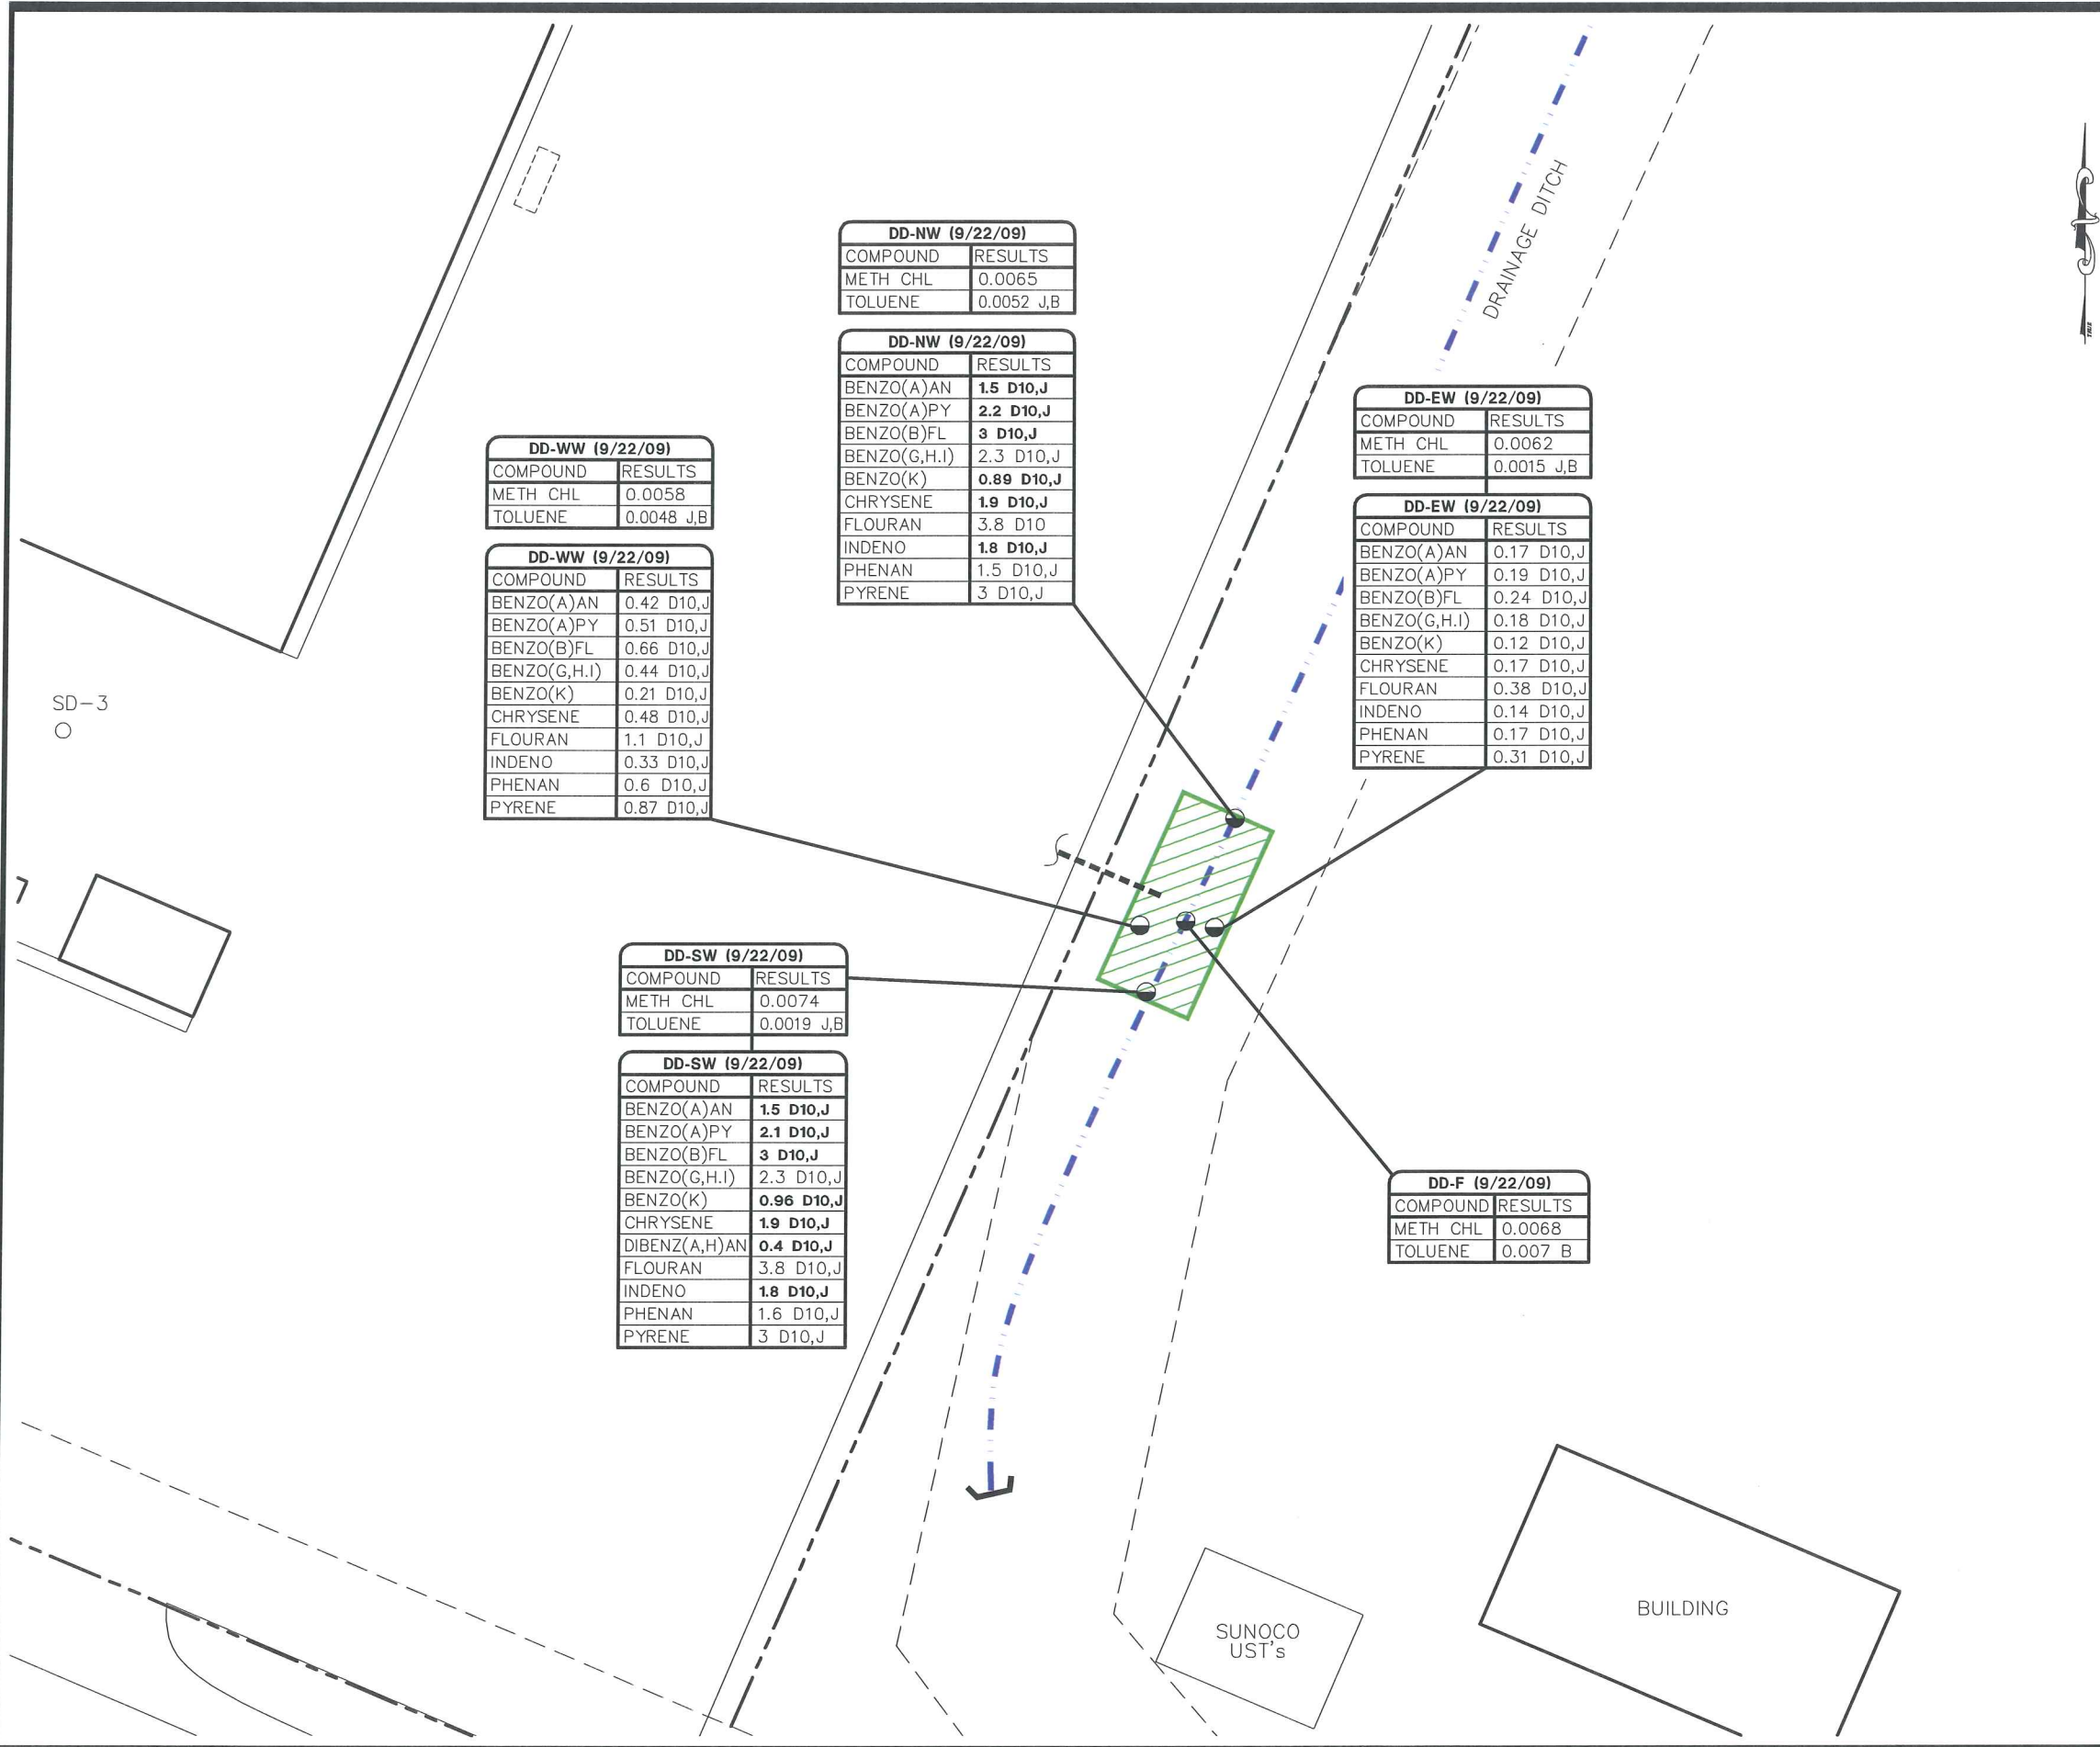 DRAINAGE DITCH
DD-NW (9/22/09)
COMPOUND RESULTS
METH CHL 0.0065
TOLUENE 0.0052 J,B
DD-NW (9/22/09)
COMPOUND RESULTS
BENZO(A)AN 1.5 D10,J
BENZO(A)PY 2.2 D10,J
BENZO(B)FL 3 D10,J
BENZO(G,H.I) 2.3 D10,J
BENZO(K) 0.89 D10,J
CHRYSENE 1.9 D10,J
FLOURAN 3.8 D10
INDENO 1.8 D10,J
PHENAN 1.5 D10,J
PYRENE 3 D10,J
DD-EW (9/22/09)
COMPOUND RESULTS
METH CHL 0.0062
TOLUENE 0.0015 J,B
DD-EW (9/22/09)
COMPOUND RESULTS
BENZO(A)AN 0.17 D10,J
BENZO(A)PY 0.19 D10,J
BENZO(B)FL 0.24 D10,J
BENZO(G,H.I) 0.18 D10,J
BENZO(K) 0.12 D10,J
CHRYSENE 0.17 D10,J
FLOURAN 0.38 D10,J
INDENO 0.14 D10,J
PHENAN 0.17 D10,J
PYRENE 0.31 D10,J
DD-WW (9/22/09)
COMPOUND RESULTS
METH CHL 0.0058
TOLUENE 0.0048 J,B
DD-WW (9/22/09)
COMPOUND RESULTS
BENZO(A)AN 0.42 D10,J
BENZO(A)PY 0.51 D10,J
BENZO(B)FL 0.66 D10,J
BENZO(G,H.I) 0.44 D10,J
BENZO(K) 0.21 D10,J
CHRYSENE 0.48 D10,J
FLOURAN 1.1 D10,J
INDENO 0.33 D10,J
PHENAN 0.6 D10,J
PYRENE 0.87 D10,J
SD-3
DD-SW (9/22/09)
COMPOUND RESULTS
METH CHL 0.0074
TOLUENE 0.0019 J,B
DD-SW (9/22/09)
COMPOUND RESULTS
BENZO(A)AN 1.5 D10,J
BENZO(A)PY 2.1 D10,J
BENZO(B)FL 3 D10,J
BENZO(G,H.I) 2.3 D10,J
BENZO(K) 0.96 D10,J
CHRYSENE 1.9 D10,J
DIBENZ(A,H)AN 0.4 D10,J
FLOURAN 3.8 D10,J
INDENO 1.8 D10,J
PHENAN 1.6 D10,J
PYRENE 3 D10,J
DD-F (9/22/09)
COMPOUND RESULTS
METH CHL 0.0068
TOLUENE 0.007 B
SUNOCO
UST's
BUILDING